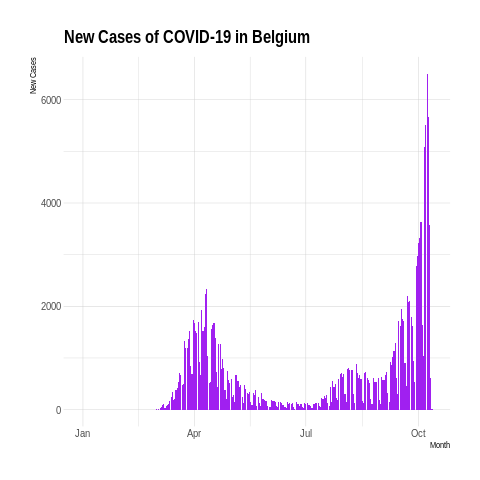 New Cases of COVID-19 in Belgium
New Cases
6000
4000
2000
0
Jan Apr Jul Oct
Month